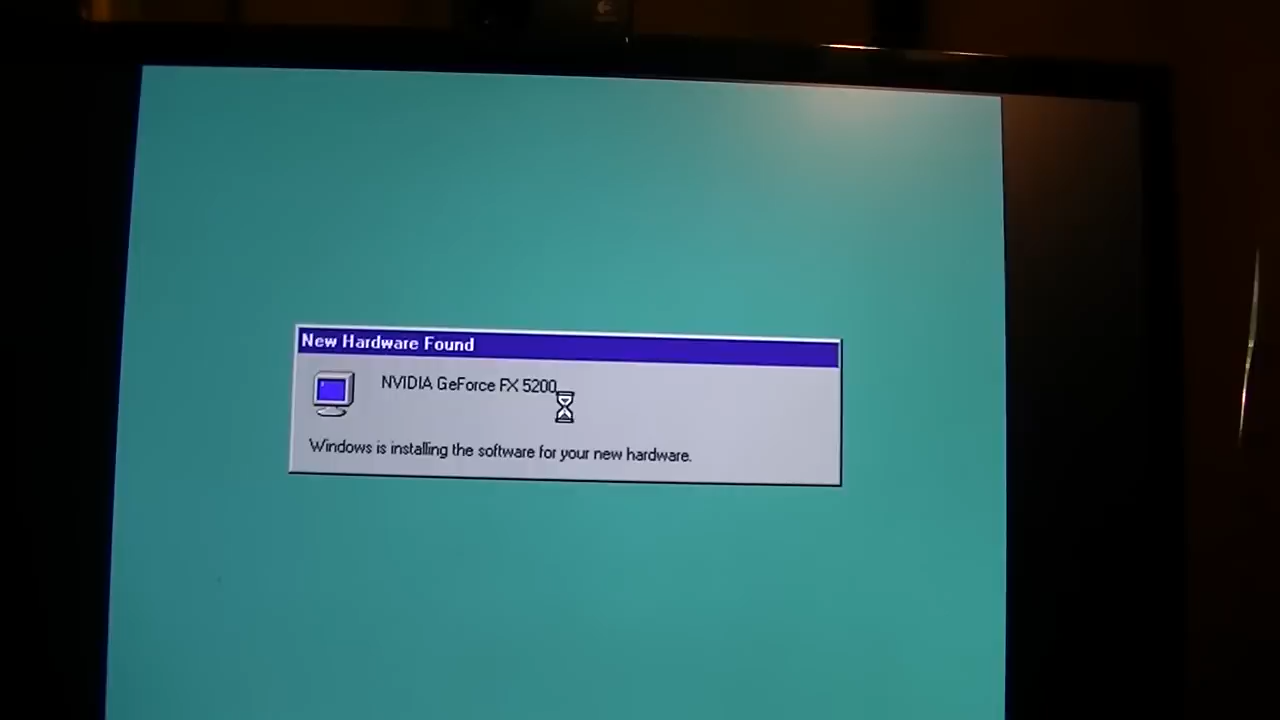 New Hardware Found
NVIDIA GeForce FX 5200
Windows is installing the software for your new hardware.